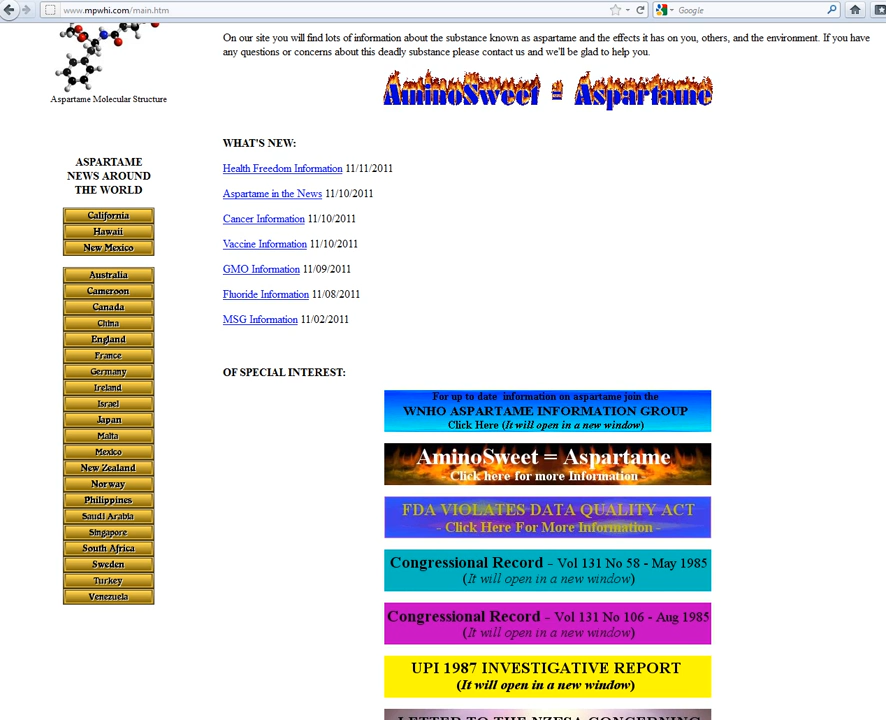 www.mpwhi.com/main.htm
Google
On our site you will find lots of information about the substance known as aspartame and the effects it has on you, others, and the environment. If you have
any questions or concerns about this deadly substance please contact us and we'll be glad to help you.
Aspartame Molecular Structure
AminoSweet = Aspartame
ASPARTAME
NEWS AROUND
THE WORLD
California
Hawaii
New Mexico
Australia
Cameroon
Canada
China
England
France
Germany
Ireland
Israel
Japan
Malta
Mexico
New Zealand
Norway
Philippines
Saudi Arabia
Singapore
South Africa
Sweden
Turkey
Venezuela
WHAT'S NEW:
Health Freedom Information 11/11/2011
Aspartame in the News 11/10/2011
Cancer Information 11/10/2011
Vaccine Information 11/10/2011
GMO Information 11/09/2011
Fluoride Information 11/08/2011
MSG Information 11/02/2011
OF SPECIAL INTEREST:
For up to date information on aspartame join the
WNHO ASPARTAME INFORMATION GROUP
Click Here (It will open in a new window)
AminoSweet = Aspartame
Click here for more Information
FDA VIOLATES DATA QUALITY ACT
- Click Here For More Information -
Congressional Record - Vol 131 No 58 - May 1985
(It will open in a new window)
Congressional Record - Vol 131 No 106 - Aug 1985
(It will open in a new window)
UPI 1987 INVESTIGATIVE REPORT
(It will open in a new window)
LETTER TO THE NZFSA CONCERNING